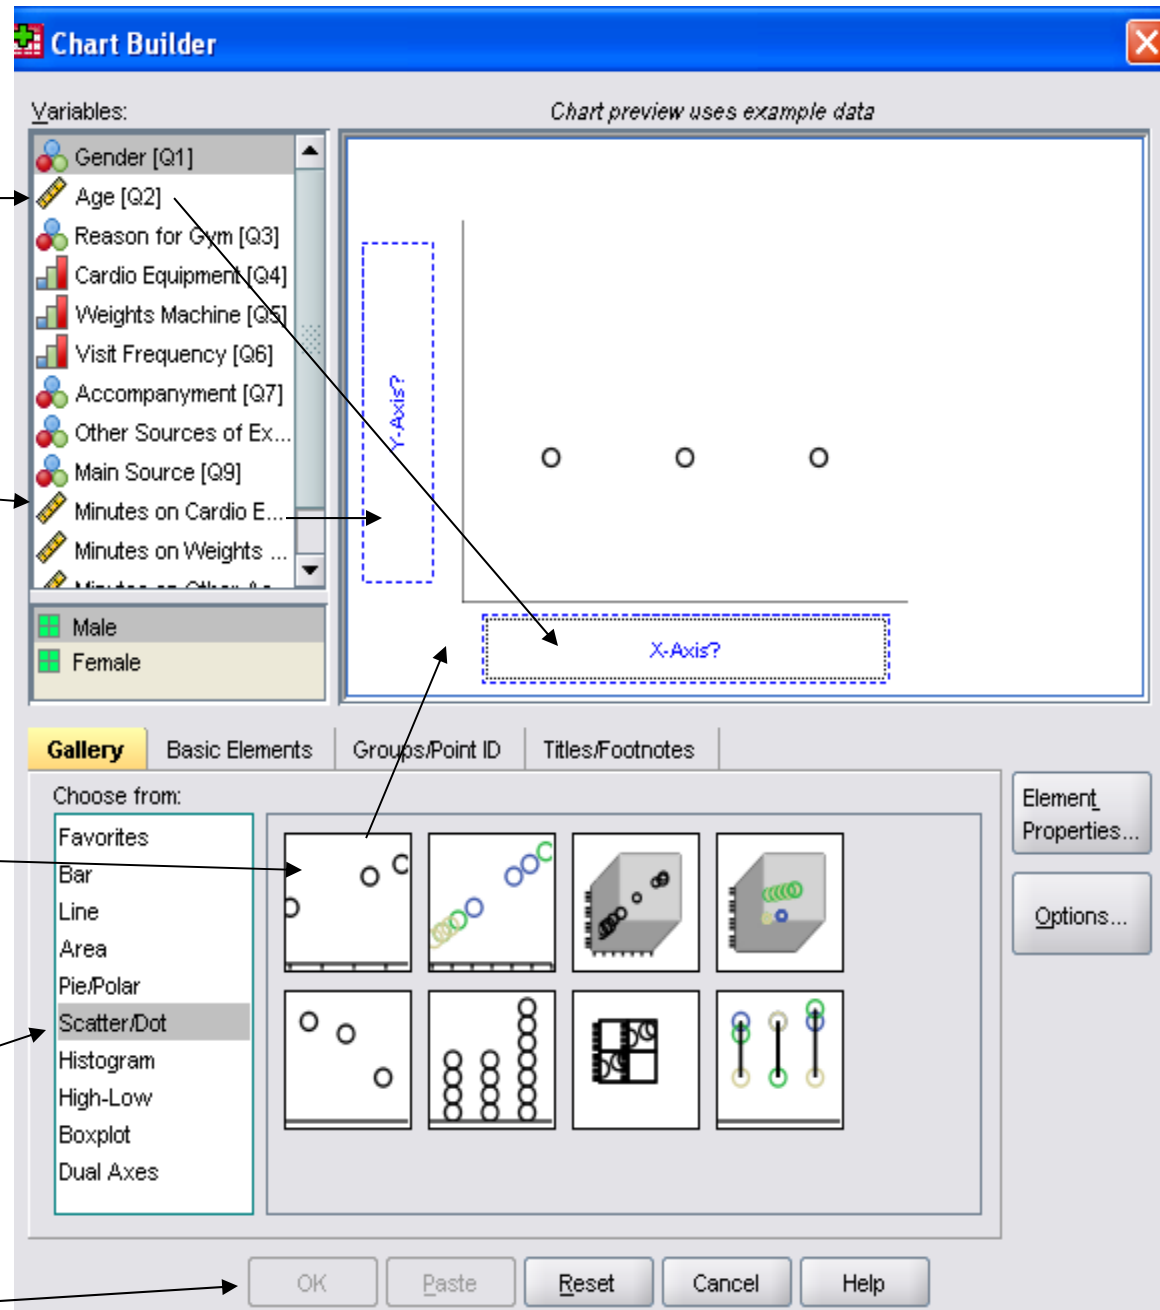 Chart Builder
Variables:
Chart preview uses example data
Gender [Q1]
Age [Q2]
Reason for Gym [Q3]
Cardio Equipment [Q4]
Weights Machine [Q5]
Visit Frequency [Q6]
Accompanyment [Q7]
Other Sources of Ex...
Main Source [Q9]
Minutes on Cardio E...
Minutes on Weights ...
Y-Axis?
X-Axis?
Male
Female
Gallery Basic Elements Groups/Point ID Titles/Footnotes
Choose from:
Favorites
Bar
Line
Area
Pie/Polar
Scatter/Dot
Histogram
High-Low
Boxplot
Dual Axes
Element
Properties...
Options...
OK Paste Reset Cancel Help